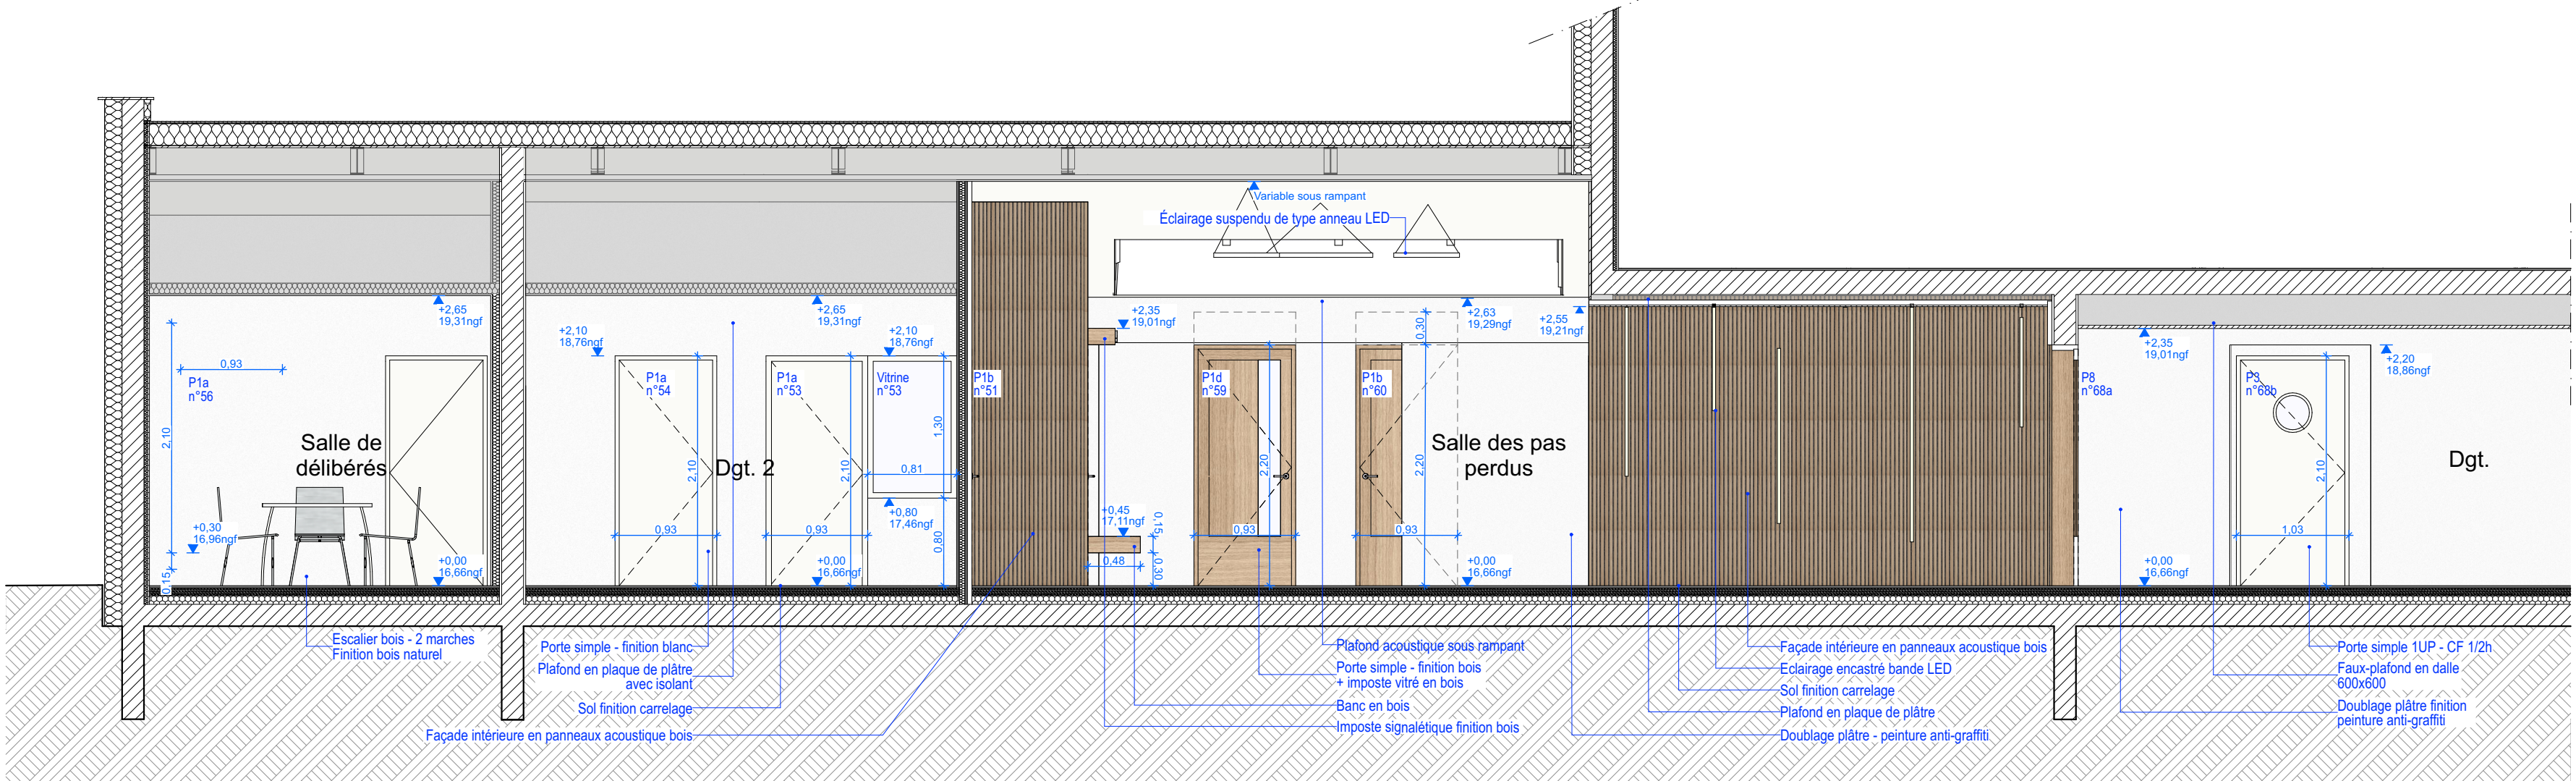 Variable sous rampant
Éclairage suspendu de type anneau LED
+2,65
19,31ngf
0,93
P1a
n°56
2,10
Salle de
délibérés
+0,30
16,96ngf
+0,00
16,66ngf
0,15
+2,10
18,76ngf
P1a
n°54
2,10
0,93
Dgt. 2
+2,65
19,31ngf
P1a
n°53
2,10
0,93
+0,00
16,66ngf
+2,10
18,76ngf
Vitrine
n°53
1,30
0,81
+0,80
17,46ngf
0,80
P1b
n°51
+2,35
19,01ngf
+0,45
17,11ngf
0,15
0,30
0,48
P1d
n°59
2,20
0,93
P1b
n°60
0,30
2,20
0,93
+2,63
19,29ngf
Salle des pas
perdus
+0,00
16,66ngf
+2,55
19,21ngf
P8
n°68a
+2,35
19,01ngf
+0,00
16,66ngf
P3
n°68b
2,10
1,03
+2,20
18,86ngf
Dgt.
Escalier bois - 2 marches
Finition bois naturel
Porte simple - finition blanc
Plafond en plaque de plâtre
avec isolant
Sol finition carrelage
Façade intérieure en panneaux acoustique bois
Plafond acoustique sous rampant
Porte simple - finition bois
+ imposte vitré en bois
Banc en bois
Imposte signalétique finition bois
Façade intérieure en panneaux acoustique bois
Eclairage encastré bande LED
Sol finition carrelage
Plafond en plaque de plâtre
Doublage plâtre - peinture anti-graffiti
Porte simple 1UP - CF 1/2h
Faux-plafond en dalle
600x600
Doublage plâtre finition
peinture anti-graffiti